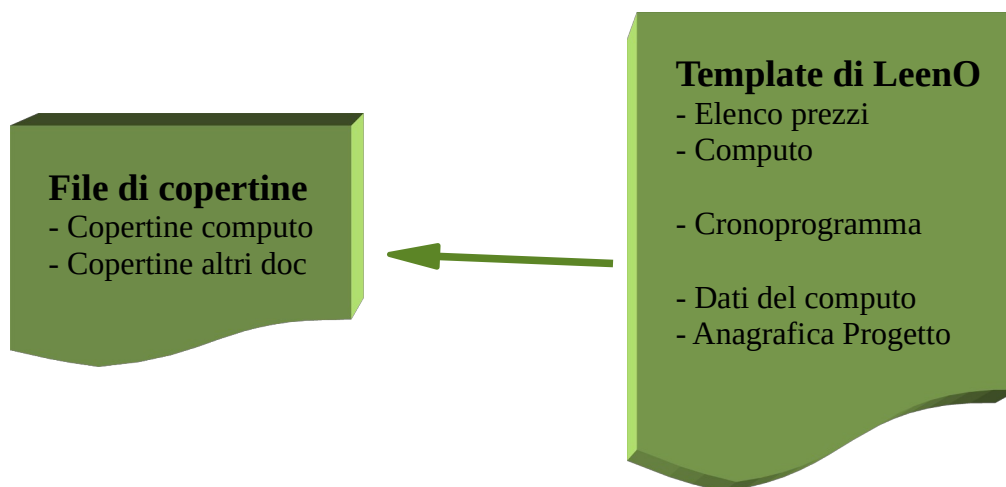 File di copertine
- Copertine computo
- Copertine altri doc
Template di LeenO
- Elenco prezzi
- Computo
- Cronoprogramma
- Dati del computo
- Anagrafica Progetto